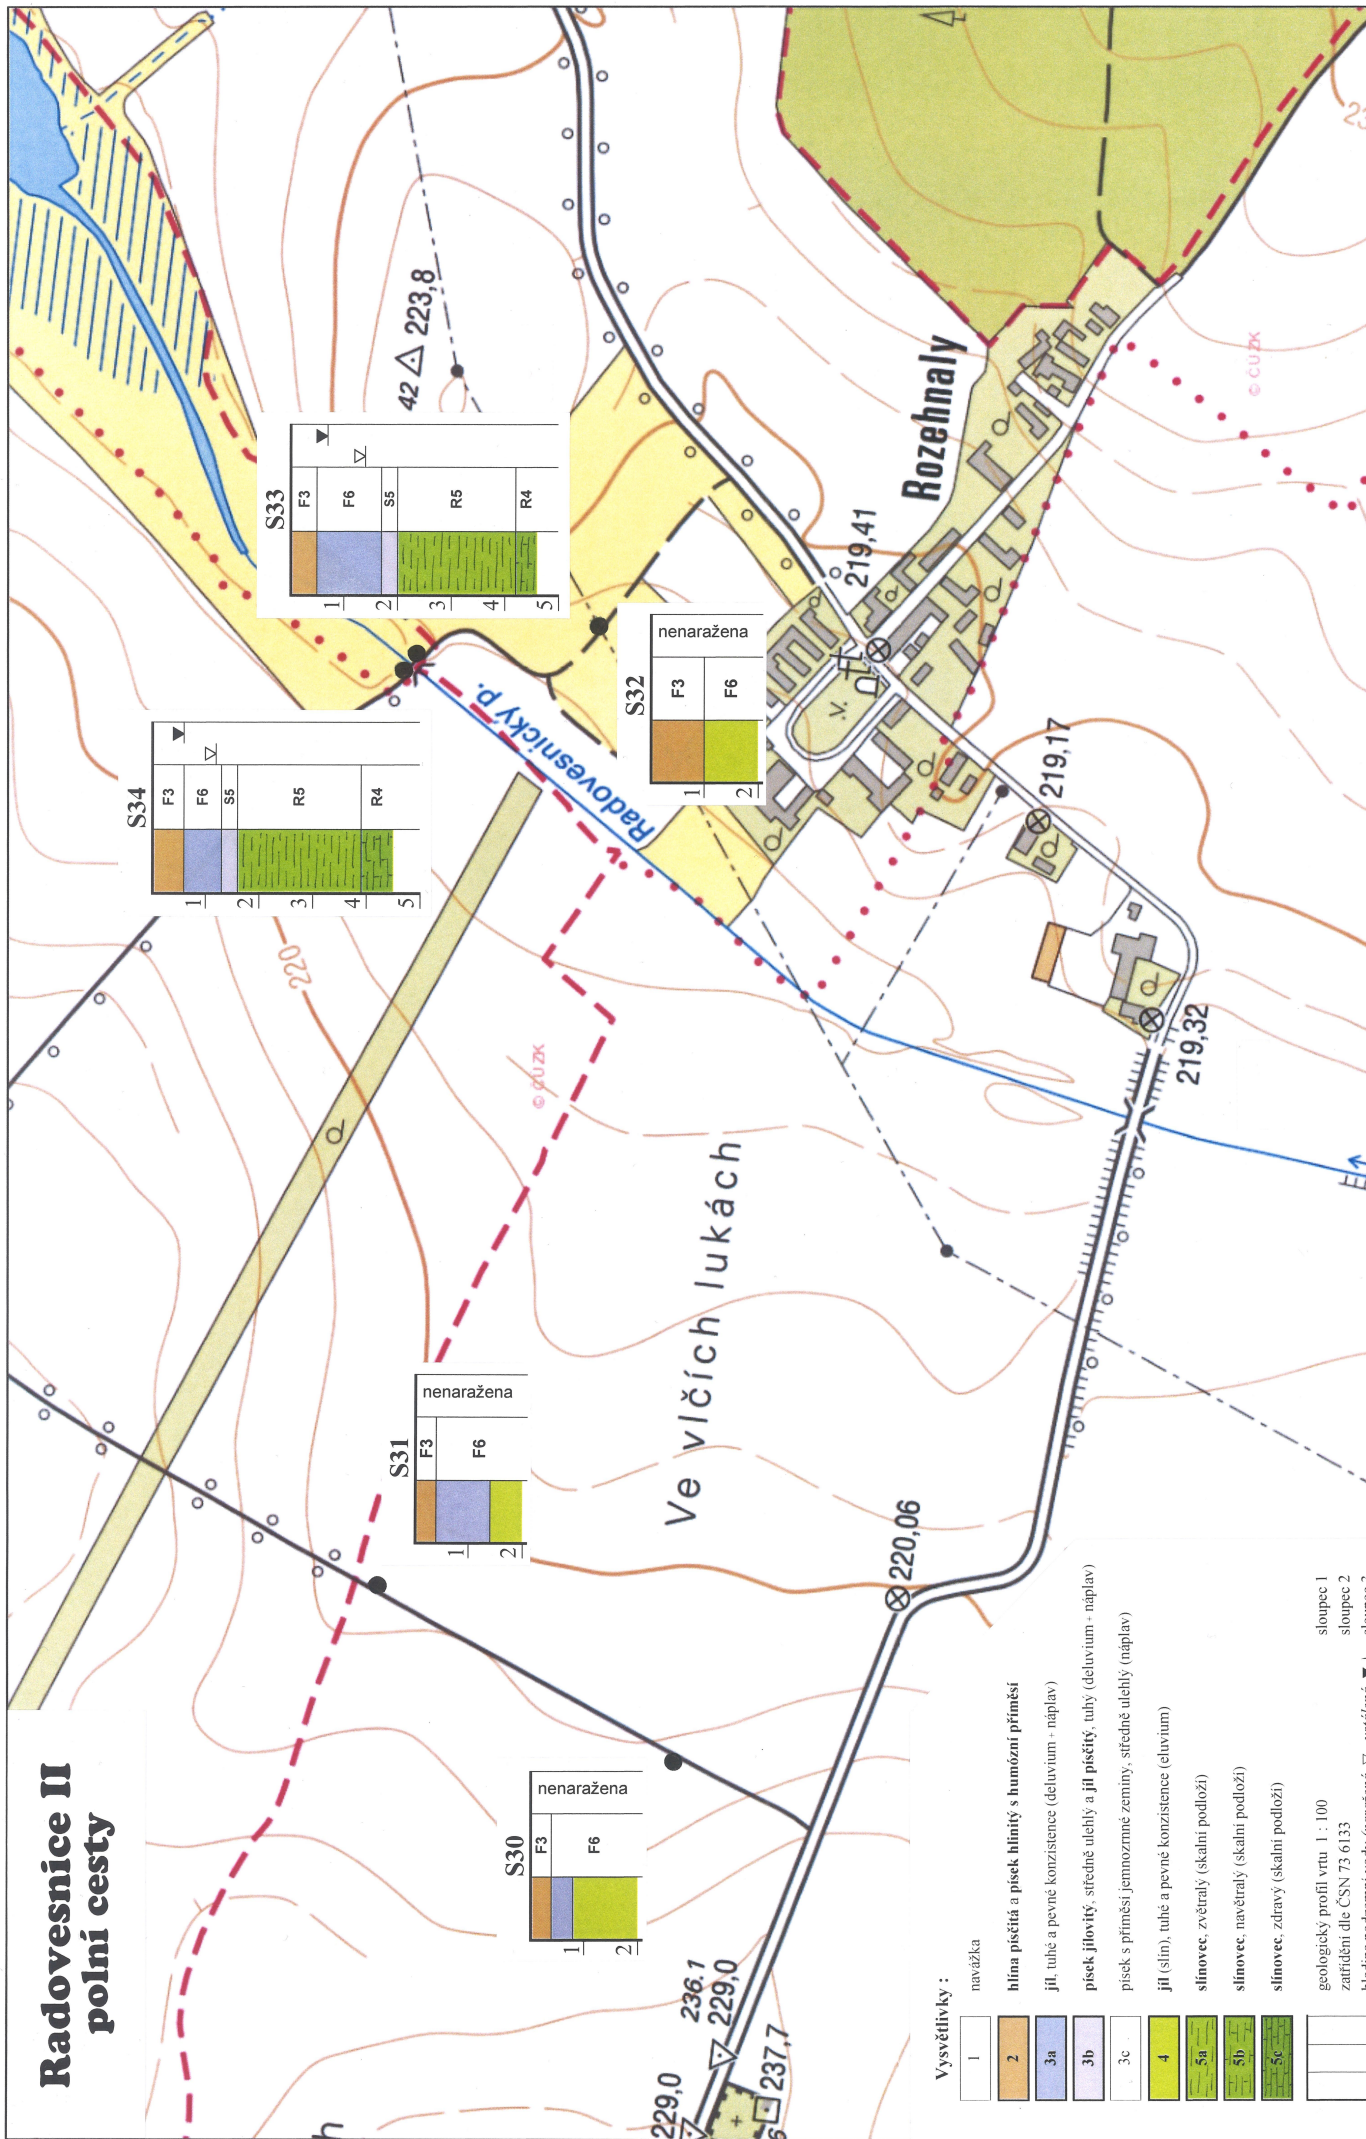 Radovesnice II
polní cesty
S34
F3
F6
S5
R5
R4
1
2
3
4
5
S33
F3
F6
S5
R5
R4
1
2
3
4
5
S32
nenaražena
F3
F6
1
2
S31
nenaražena
F3
F6
1
2
S30
nenaražena
F3
F6
1
2
42 223,8
Rozehnaly
219,41
Radovesnický p.
219,17
219,32
220
© ČÚZK
© ČÚZK
Ve vlčích lukách
220,06
236.1
229,0
229,0
237,7
23
Vysvětlivky :
1 navážka
2 hlína písčitá a písek hlinitý s humózní příměsí
3a jíl, tuhé a pevné konzistence (deluvium + náplav)
3b písek jílovitý, středně ulehlý a jíl písčitý, tuhý (deluvium + náplav)
3c písek s příměsí jemnozrnné zeminy, středně ulehlý (náplav)
4 jíl (slín), tuhé a pevné konzistence (eluvium)
5a slínovec, zvětralý (skalní podloží)
5b slínovec, navětralý (skalní podloží)
5c slínovec, zdravý (skalní podloží)
geologický profil vrtu 1 : 100 sloupec 1
zatřídění dle ČSN 73 6133 sloupec 2